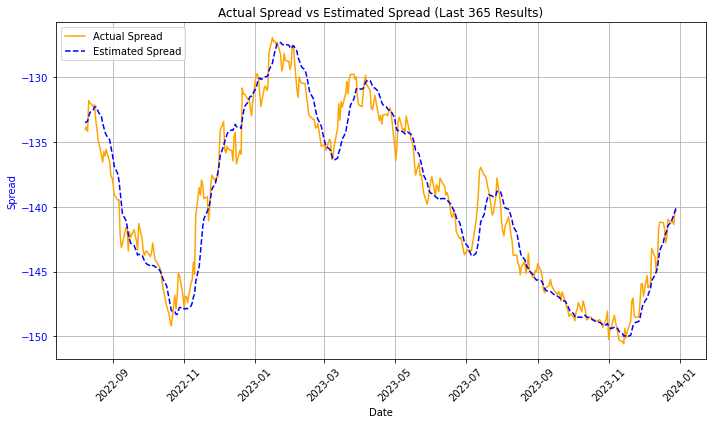 Actual Spread vs Estimated Spread (Last 365 Results)
Actual Spread
Estimated Spread
−130
−135
−140
−145
−150
Spread
2022-09
2022-11
2023-01
2023-03
2023-05
2023-07
2023-09
2023-11
2024-01
Date